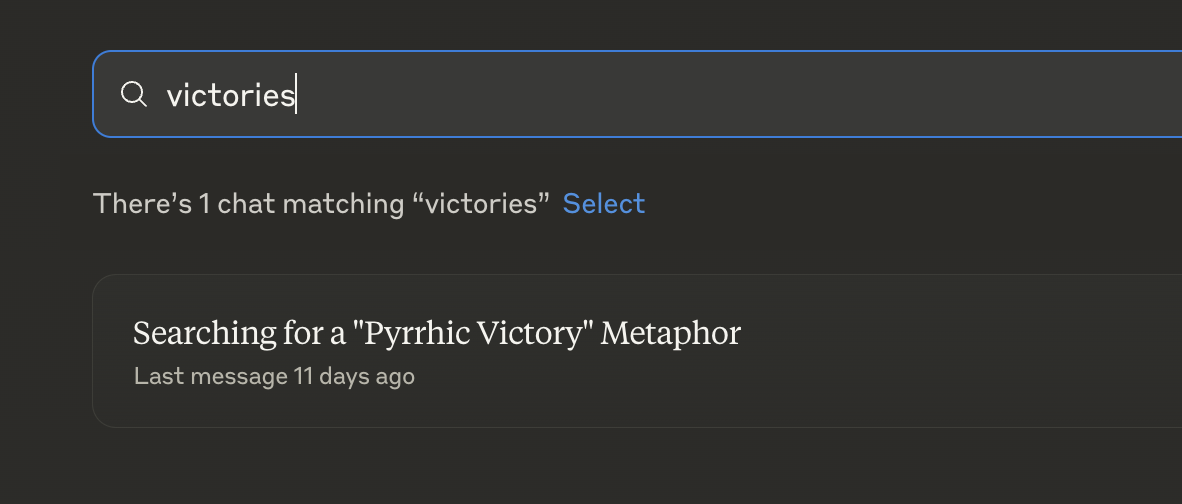 victories
There’s 1 chat matching “victories” Select
Searching for a "Pyrrhic Victory" Metaphor
Last message 11 days ago